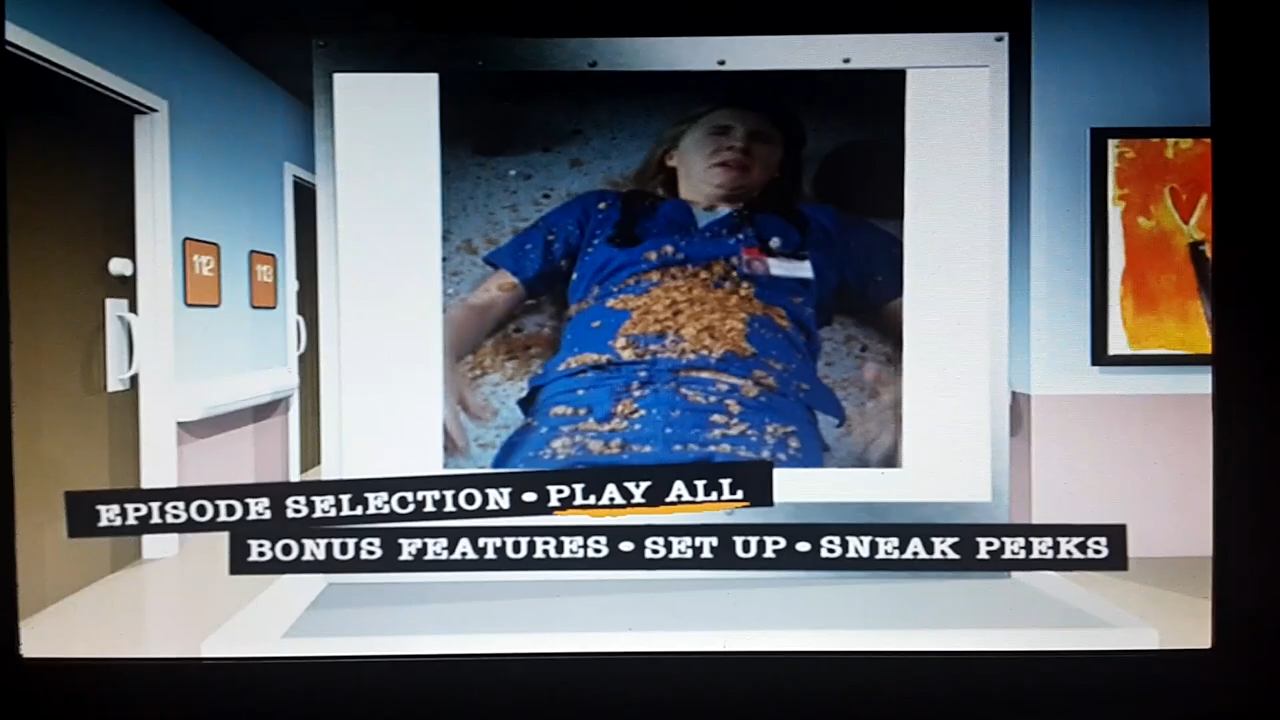 112
113
EPISODE SELECTION • PLAY ALL
BONUS FEATURES • SET UP • SNEAK PEEKS